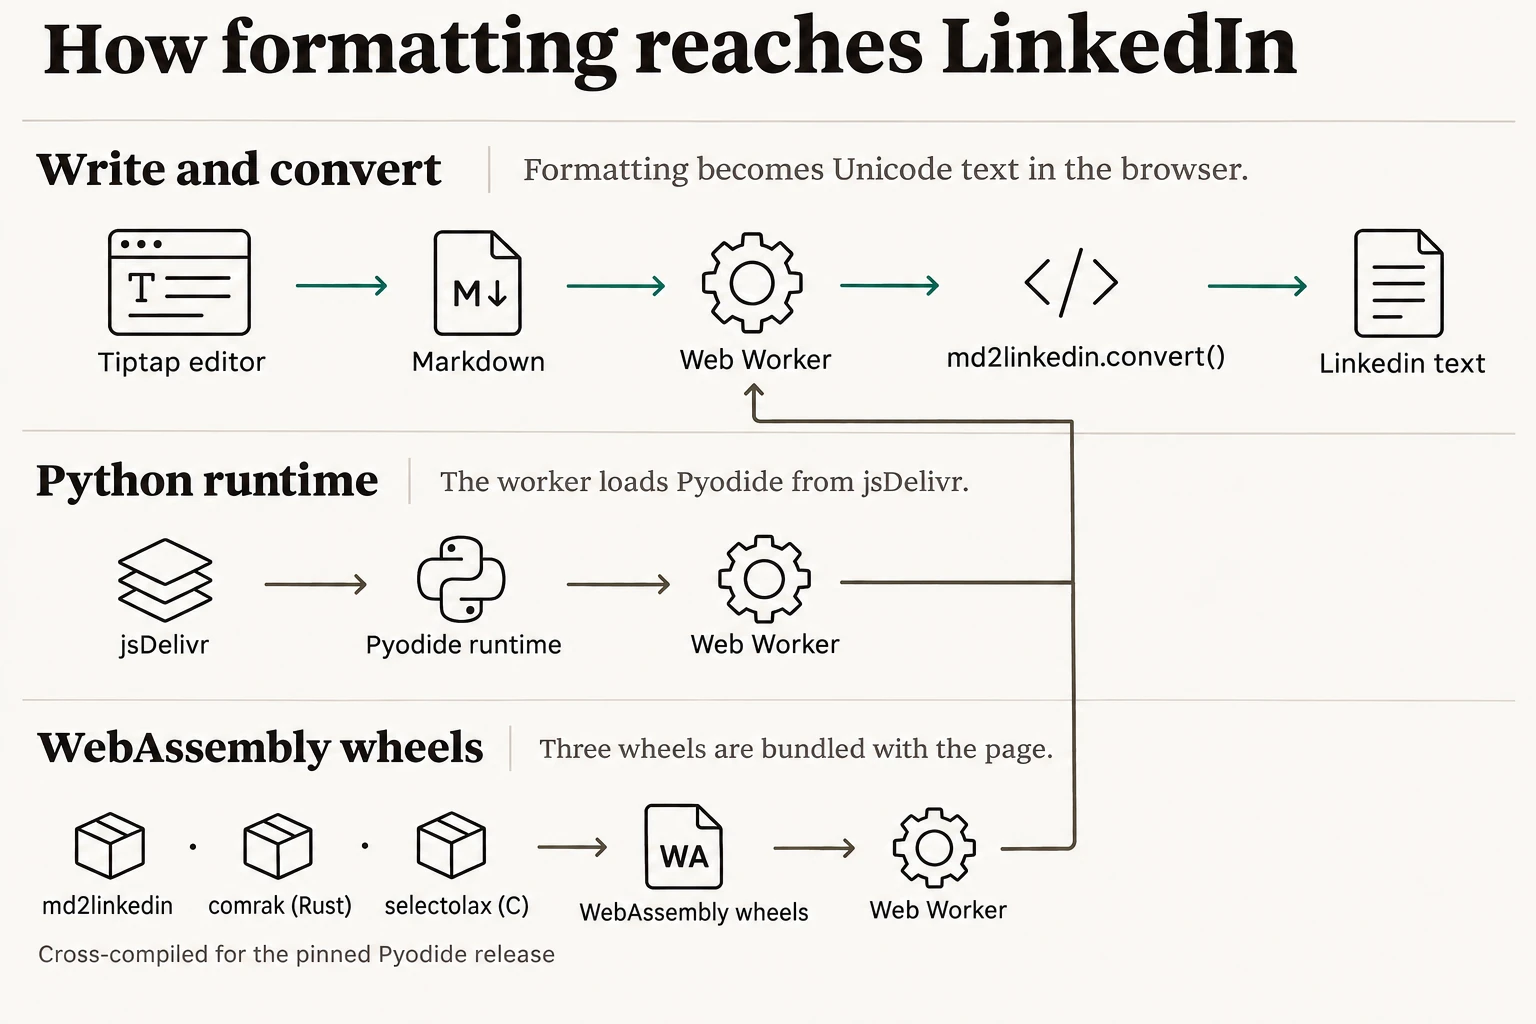 How formatting reaches LinkedIn
Write and convert
Formatting becomes Unicode text in the browser.
T
M↓
</>
Tiptap editor
Markdown
Web Worker
md2linkedin.convert()
Linkedin text
Python runtime
The worker loads Pyodide from jsDelivr.
jsDelivr
Pyodide runtime
Web Worker
WebAssembly wheels
Three wheels are bundled with the page.
WA
md2linkedin
comrak (Rust)
selectolax (C)
WebAssembly wheels
Web Worker
Cross-compiled for the pinned Pyodide release